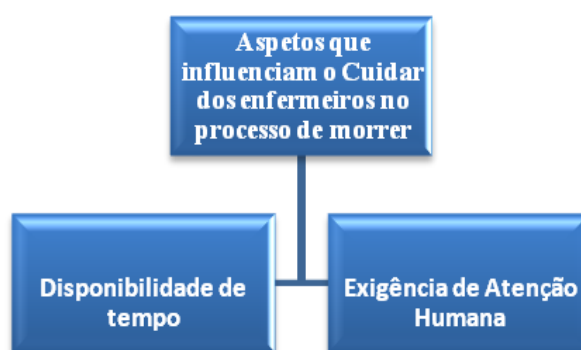 Aspetos que
influenciam o Cuidar
dos enfermeiros no
processo de morrer
Disponibilidade de
tempo
Exigência de Atenção
Humana